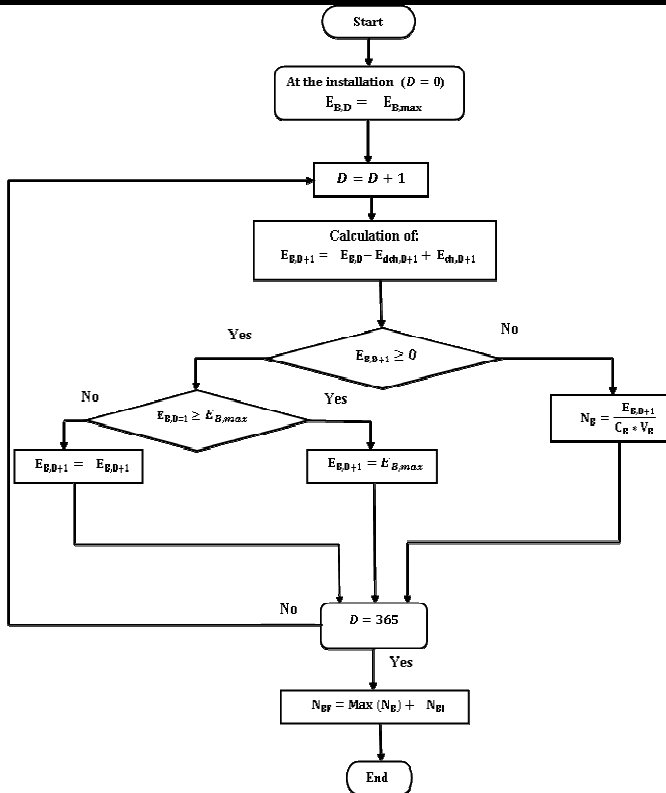 Start
At the installation (D = 0)
E_B,D = E_B,max
D = D + 1
Calculation of:
E_B,D+1 = E_B,D − E_dch,D+1 + E_ch,D+1
Yes
No
E_B,D+1 ≥ 0
No
Yes
E_B,D=1 ≥ E_B,max
N_B = E_B,D+1 / C_B * V_B
E_B,D+1 = E_B,D+1
E_B,D+1 = E_B,max
No
D = 365
Yes
N_BF = Max (N_B) + N_BI
End